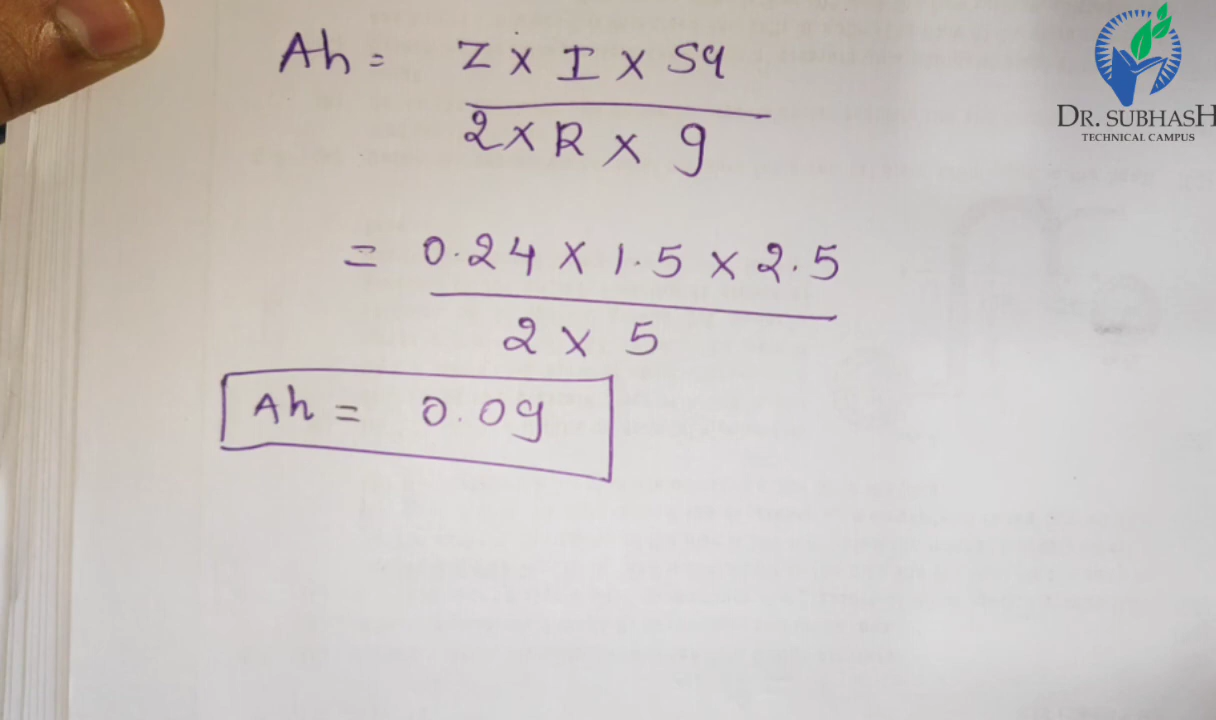 Ah = Z × I × Sq
2 × R × g
= 0.24 × 1.5 × 2.5
2 × 5
Ah = 0.09
DR. SUBHASH
TECHNICAL CAMPUS